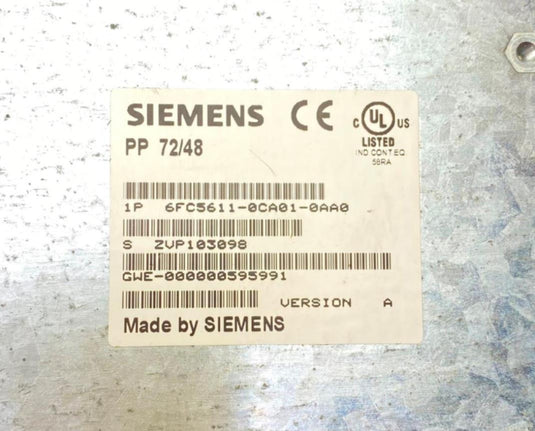 SIEMENS CE
c UL US
LISTED
IND CONT.EQ
58RA
PP 72/48
1P 6FC5611-0CA01-0AA0
S ZVP103098
GWE-000000595991
VERSION A
Made by SIEMENS